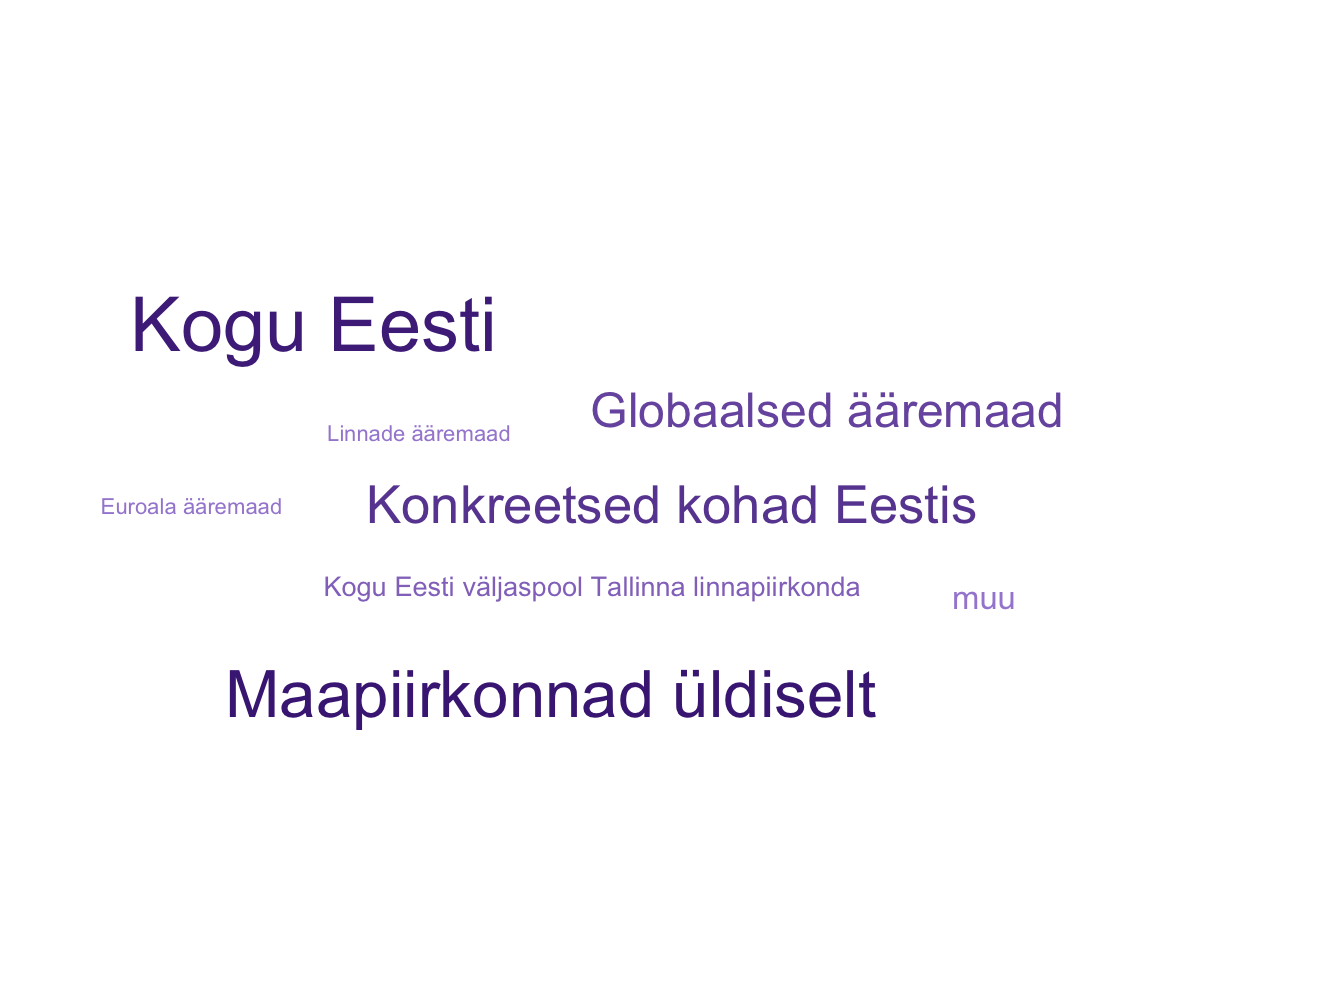 Kogu Eesti
Globaalsed ääremaad
Linnade ääremaad
Konkreetsed kohad Eestis
Euroala ääremaad
Kogu Eesti väljaspool Tallinna linnapiirkonda
muu
Maapiirkonnad üldiselt